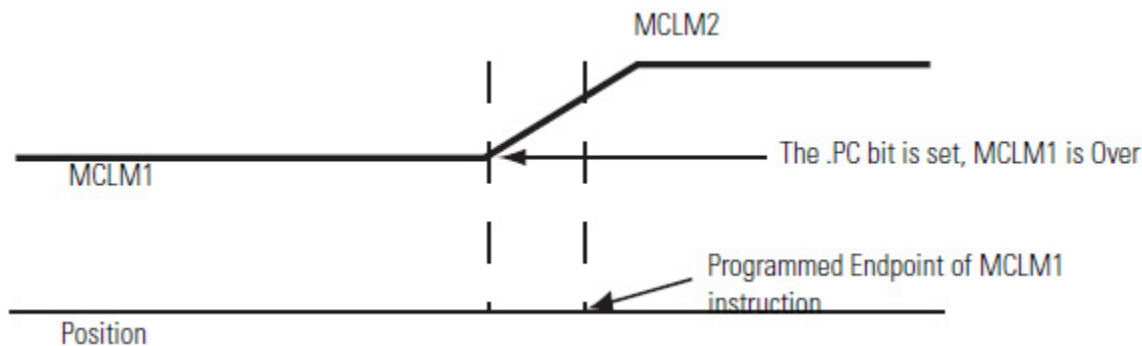 MCLM2
The .PC bit is set, MCLM1 is Over
MCLM1
Programmed Endpoint of MCLM1
instruction
Position